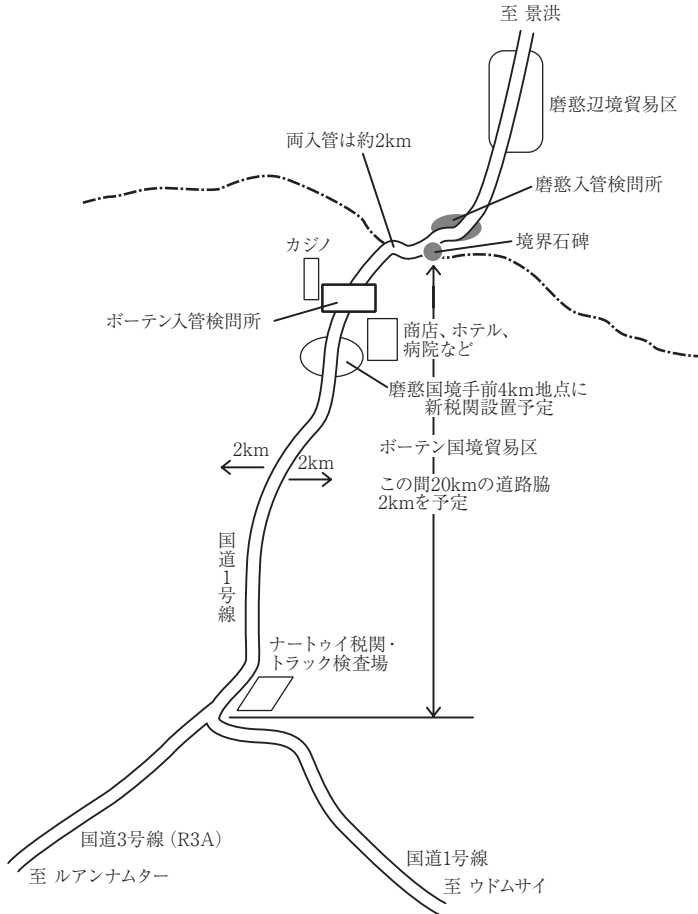 至 景洪
磨憨辺境貿易区
両入管は約2km
磨憨入管検問所
境界石碑
カジノ
ボーテン入管検問所
商店、ホテル、
病院など
磨憨国境手前4km地点に
新税関設置予定
2km
2km
ボーテン国境貿易区
この間20kmの道路脇
2kmを予定
国道1号線
ナートゥイ税関・
トラック検査場
国道3号線（R3A）
至 ルアンナムター
国道1号線
至 ウドムサイ